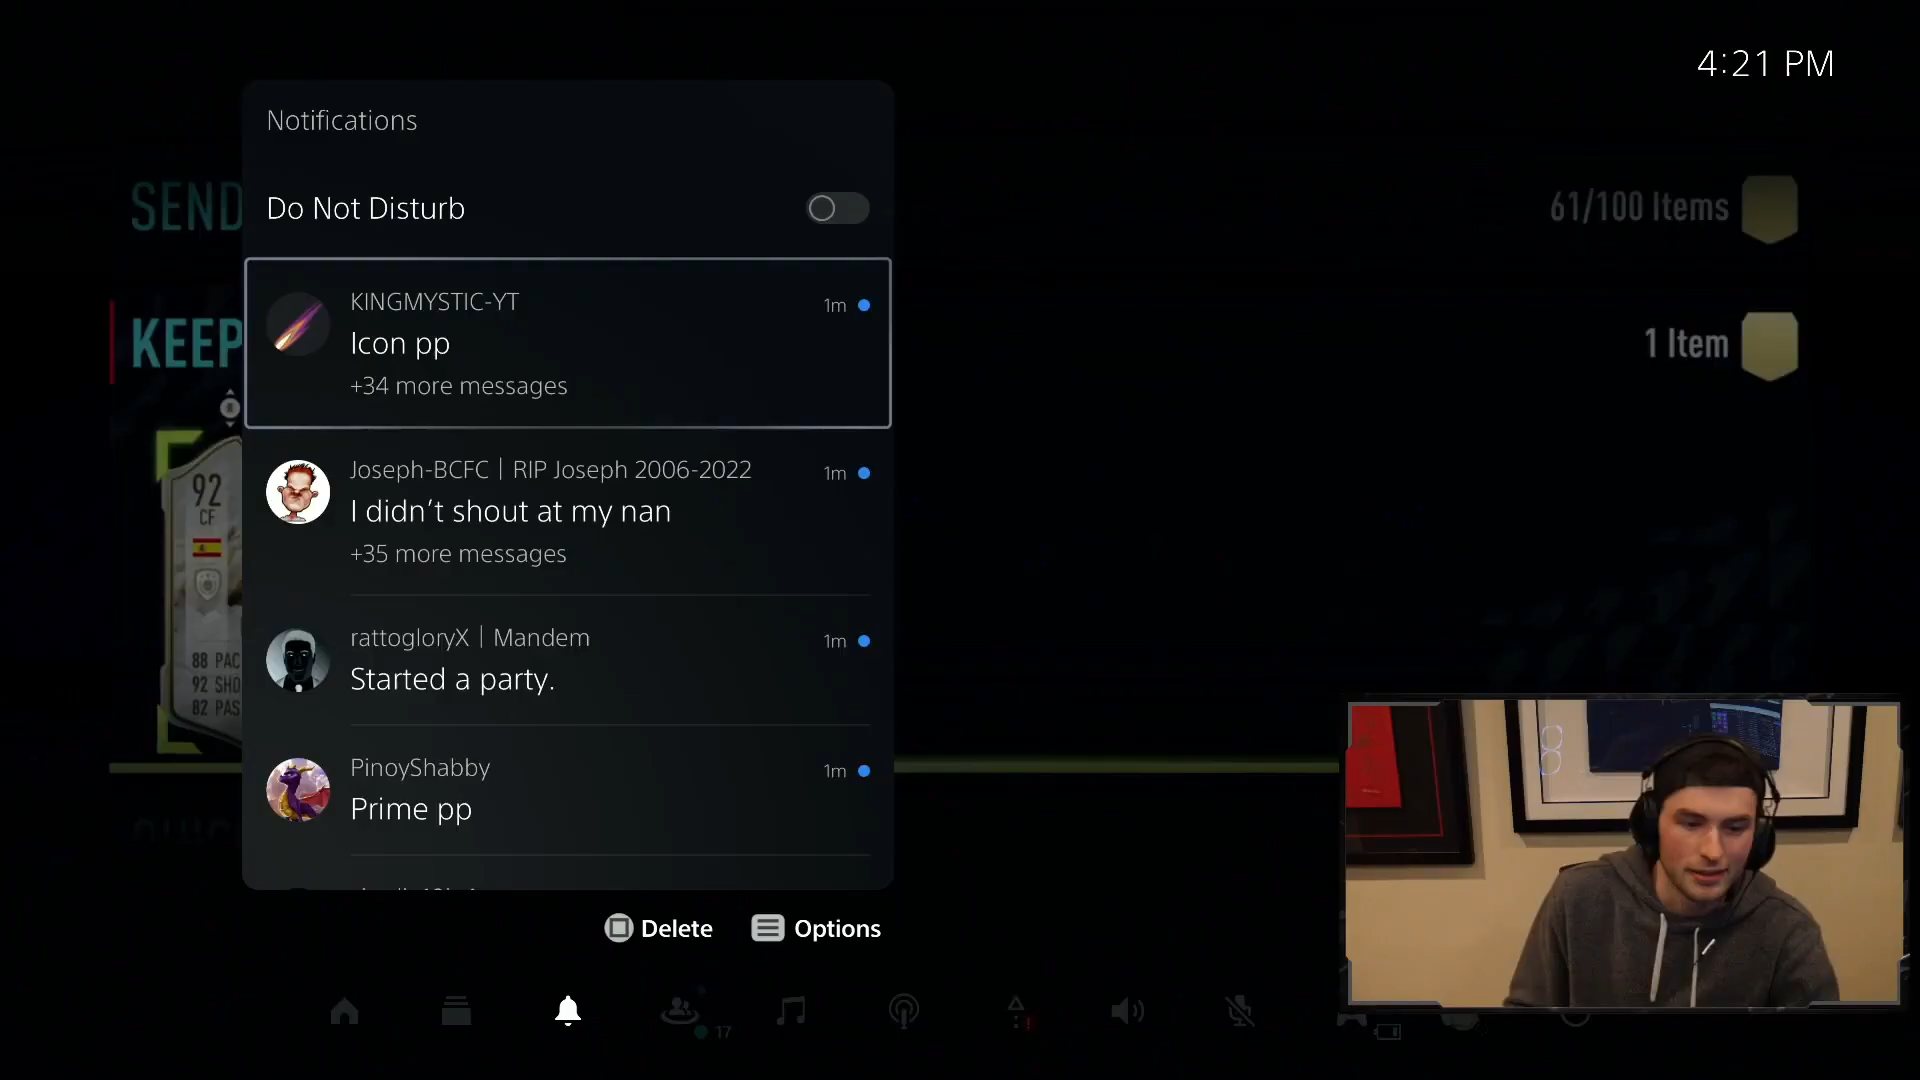 4:21 PM
Notifications
Do Not Disturb
SEND
61/100 Items
KINGMYSTIC-YT
1m
Icon pp
+34 more messages
KEEP
1 Item
Joseph-BCFC | RIP Joseph 2006-2022
1m
I didn't shout at my nan
+35 more messages
92
CF
rattogloryX | Mandem
1m
Started a party.
88 PAC
92 SHO
82 PAS
PinoyShabby
1m
Prime pp
Delete
Options
17